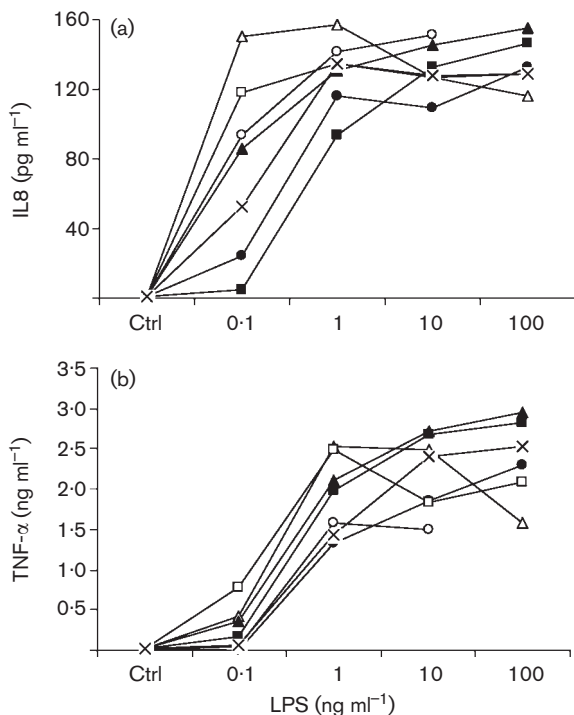 (a)
160
120
80
40
IL8 (pg ml⁻¹)
Ctrl 0·1 1 10 100
(b)
3·5
3·0
2·5
2·0
1·5
1·0
0·5
TNF-α (ng ml⁻¹)
Ctrl 0·1 1 10 100
LPS (ng ml⁻¹)